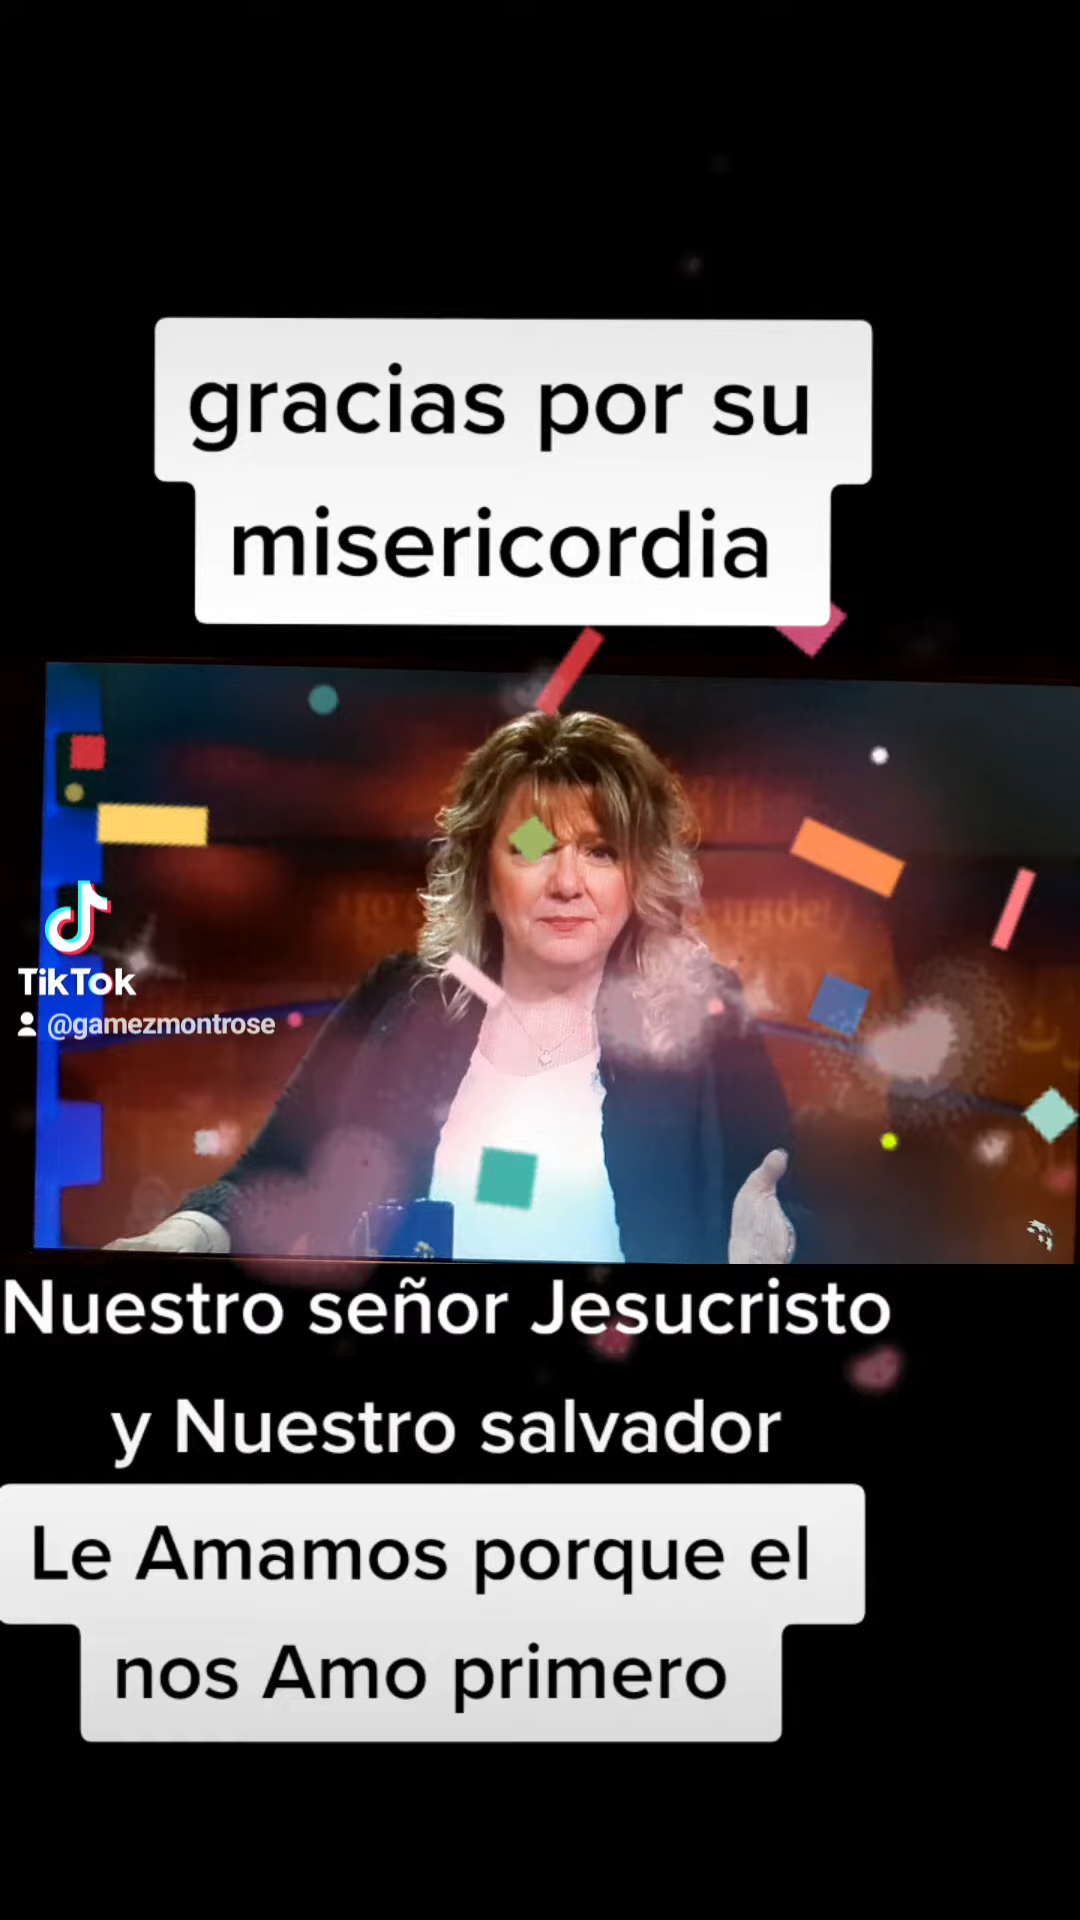 gracias por su
misericordia
TikTok
@gamezmontrose
Nuestro señor Jesucristo
y Nuestro salvador
Le Amamos porque el
nos Amo primero